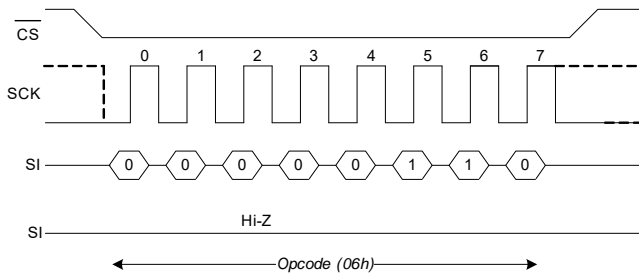 CS
0 1 2 3 4 5 6 7
SCK
SI 0 0 0 0 0 1 1 0
Hi-Z
SI
Opcode (06h)